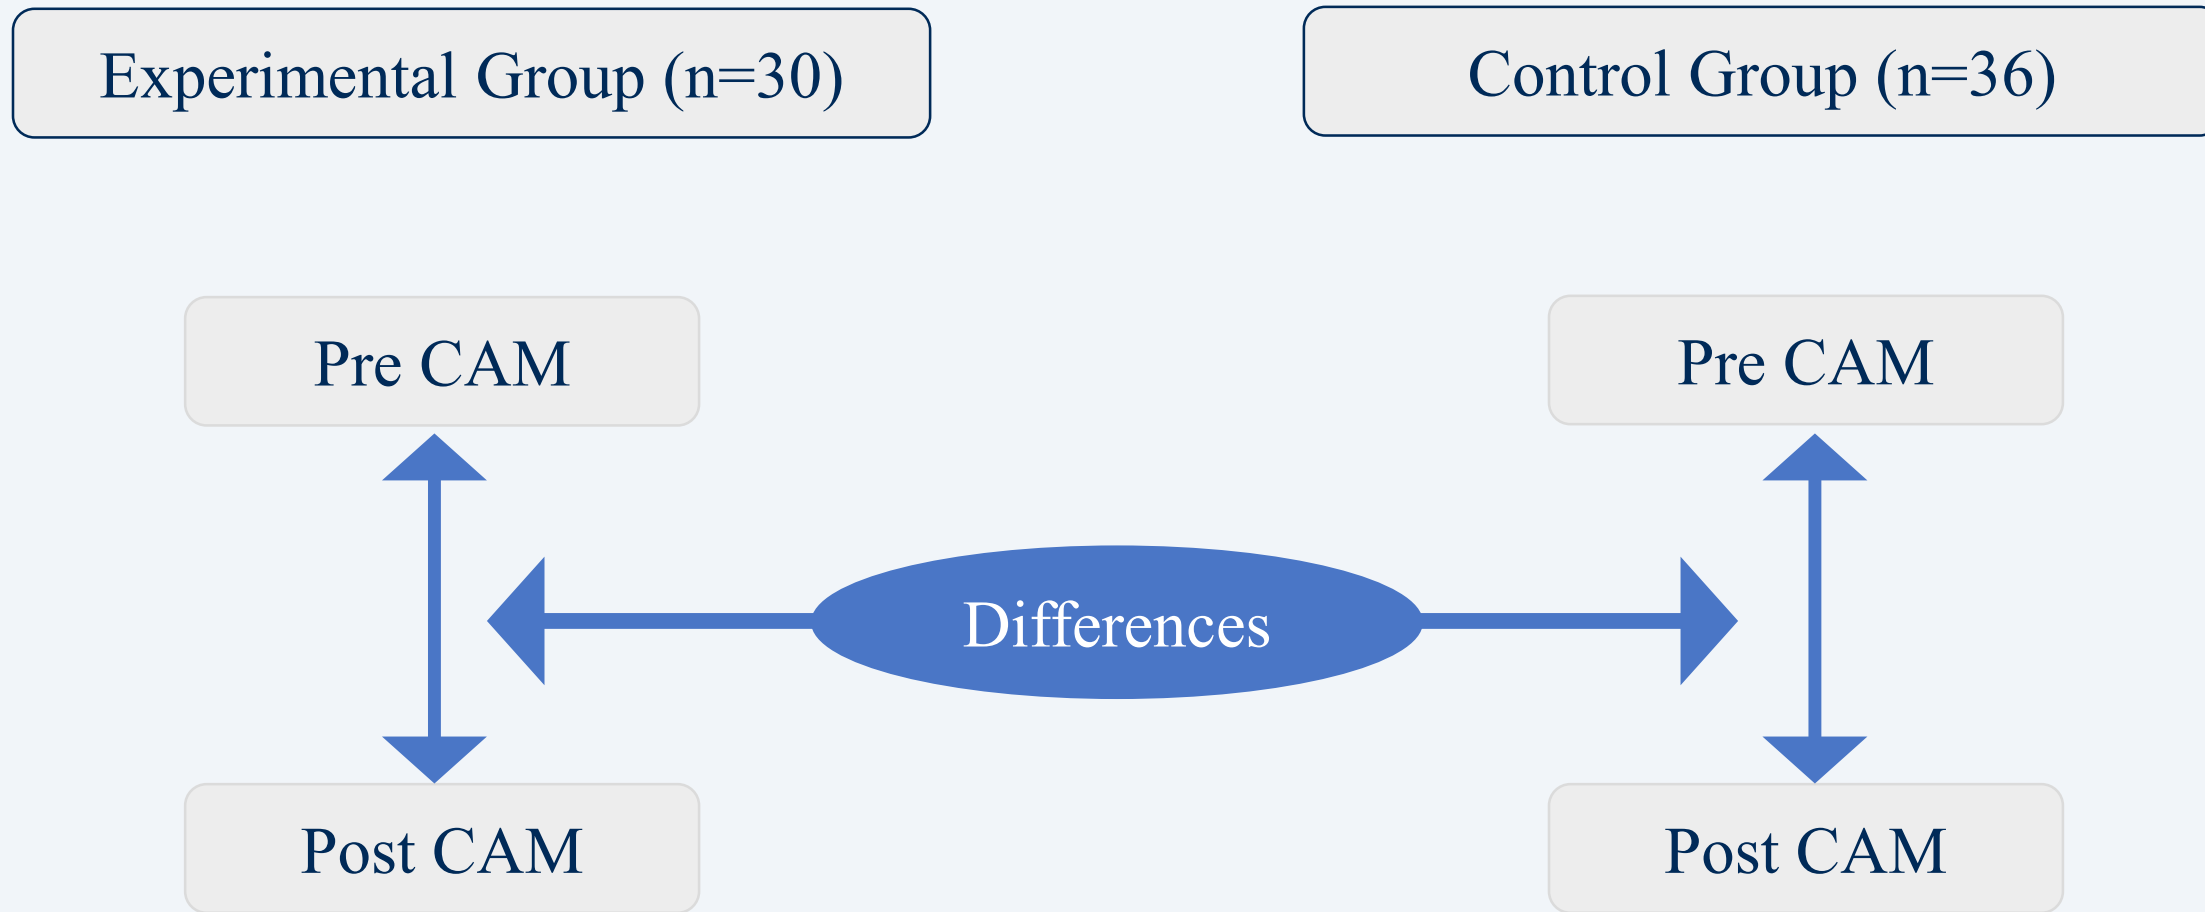 Experimental Group (n=30)
Control Group (n=36)
Pre CAM
Pre CAM
Differences
Post CAM
Post CAM